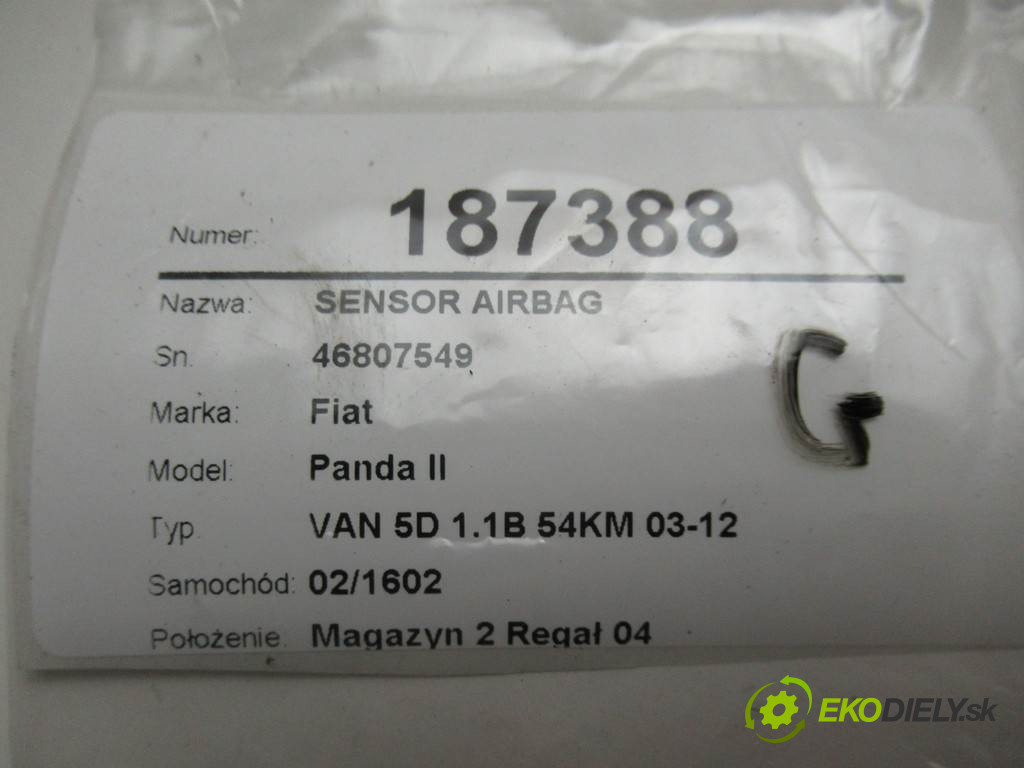 Numer: 187388
Nazwa: SENSOR AIRBAG
Sn. 46807549
Marka: Fiat
Model: Panda II
Typ. VAN 5D 1.1B 54KM 03-12
Samochód: 02/1602
Położenie. Magazyn 2 Regał 04
G
EKODIELY.sk